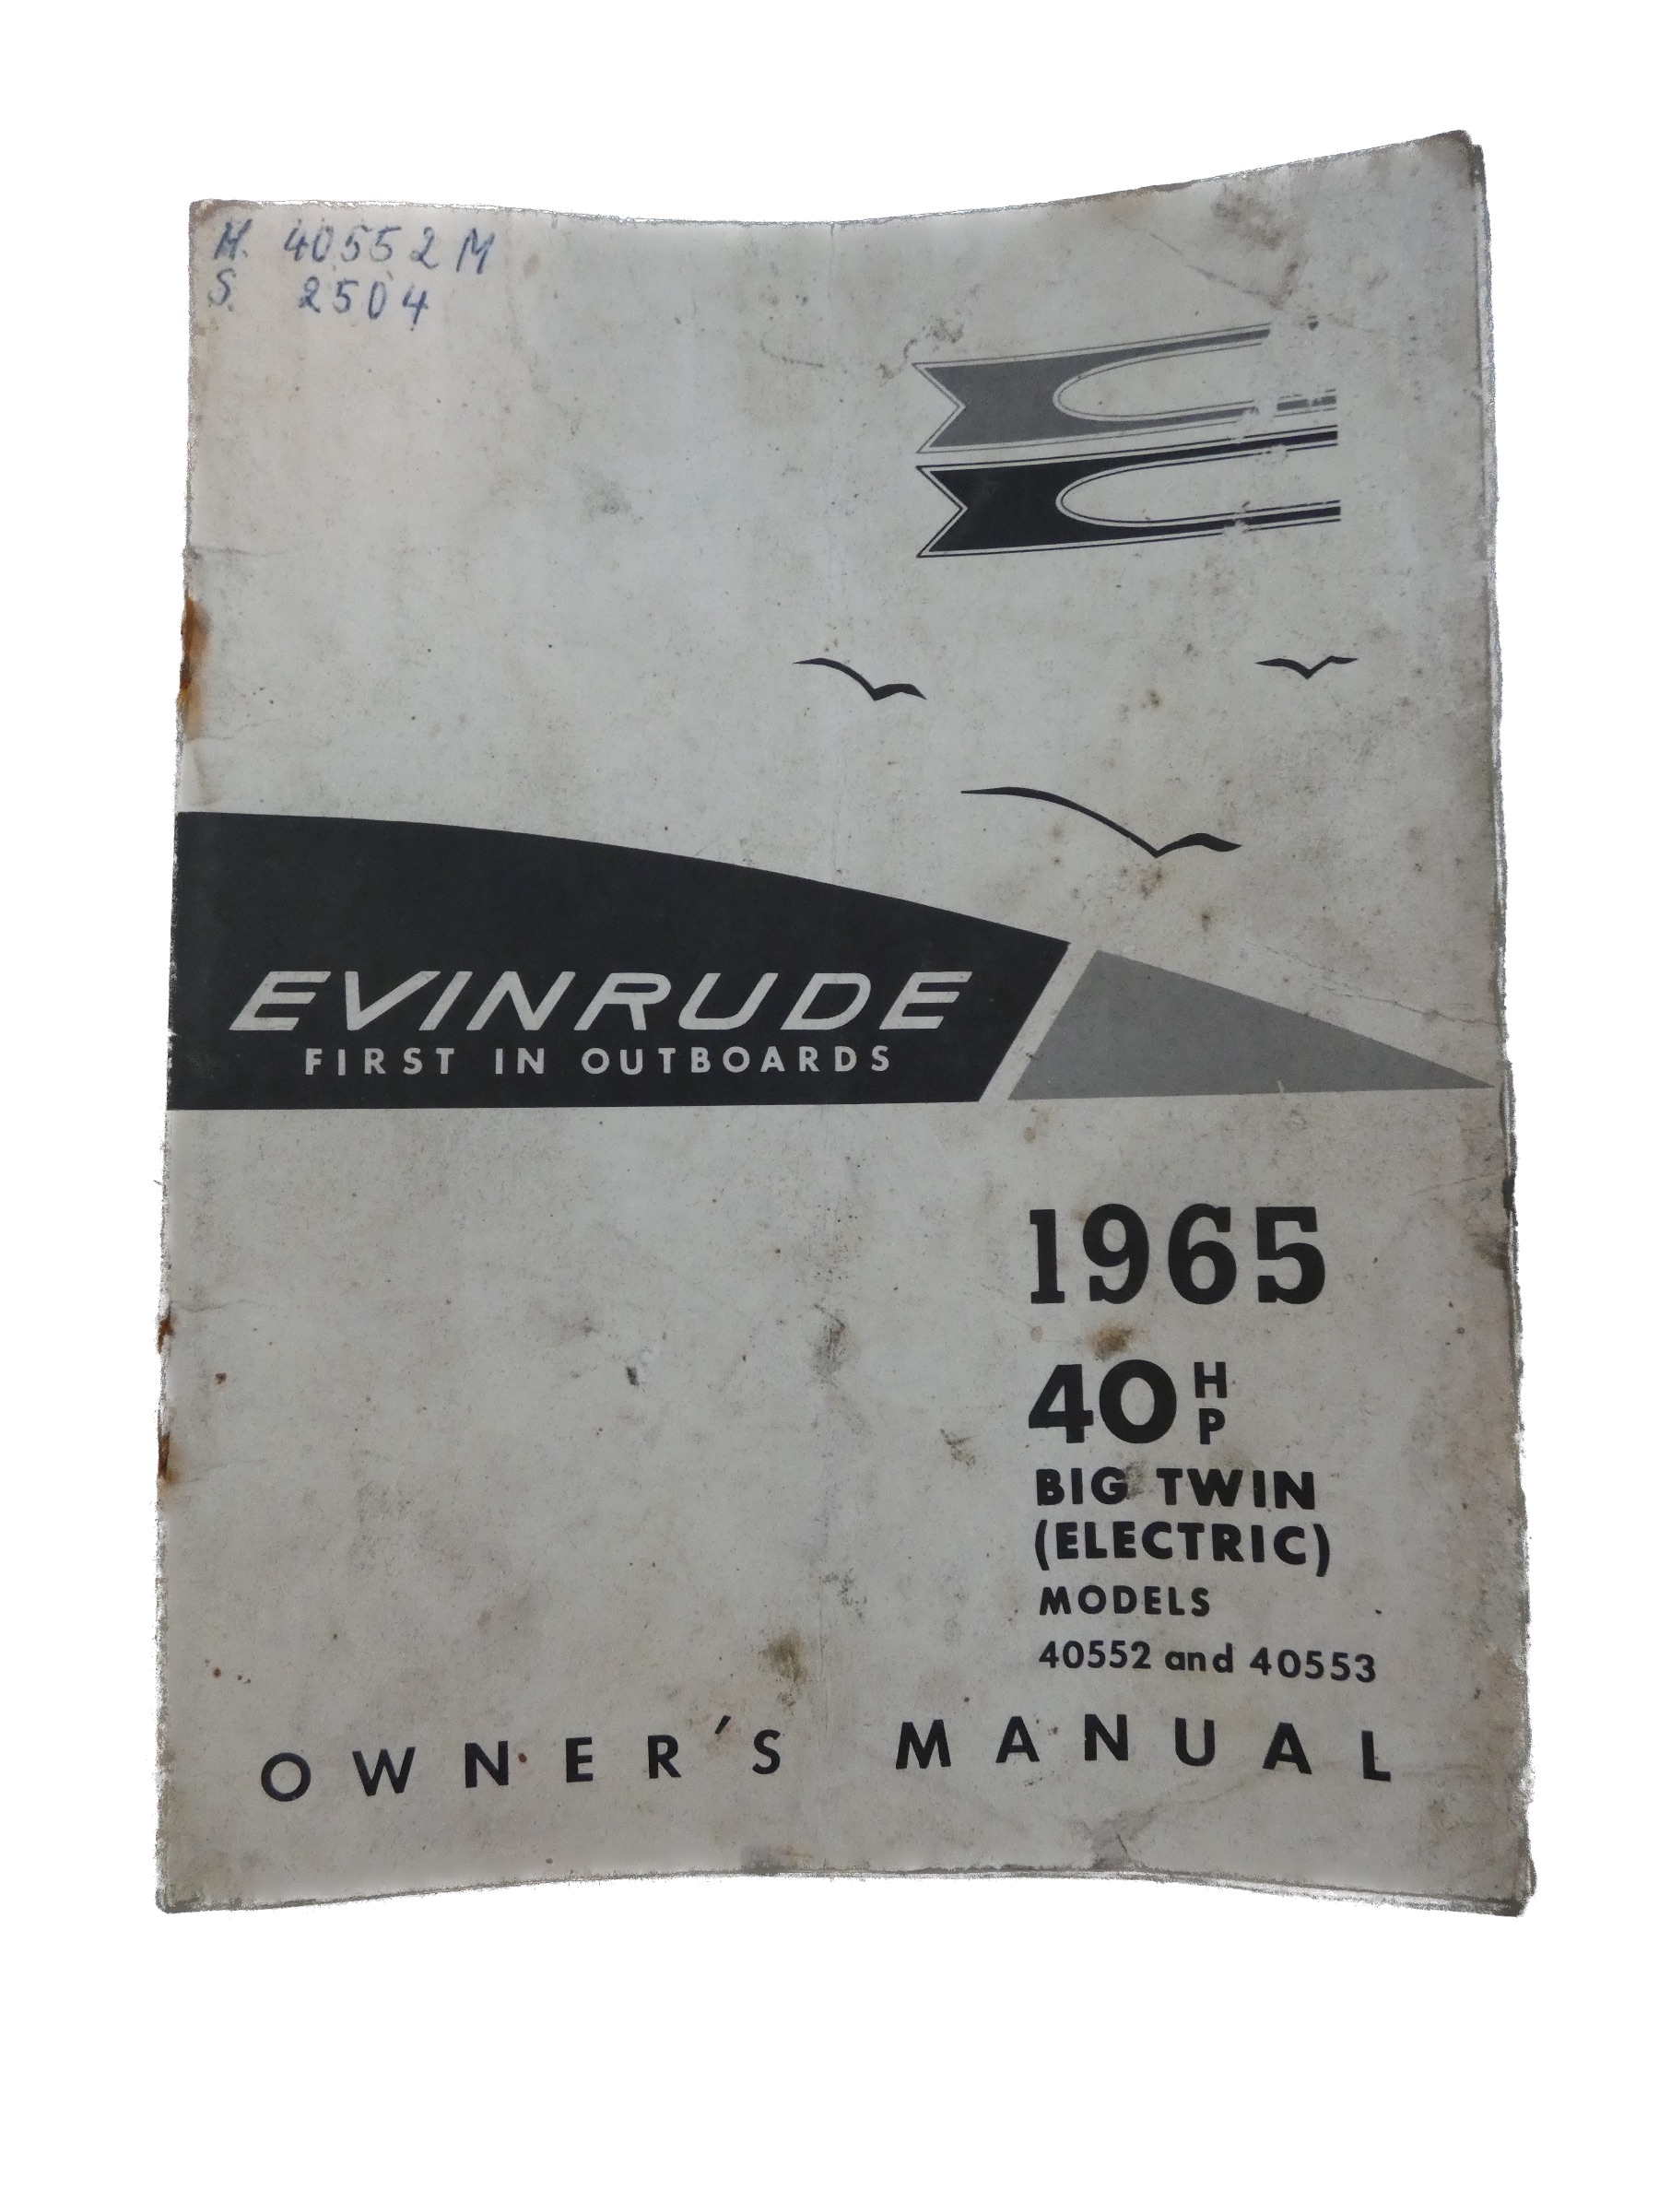 M. 40552M
S. 2504
EVINRUDE
FIRST IN OUTBOARDS
1965
40 HP
BIG TWIN
(ELECTRIC)
MODELS
40552 and 40553
OWNER'S MANUAL